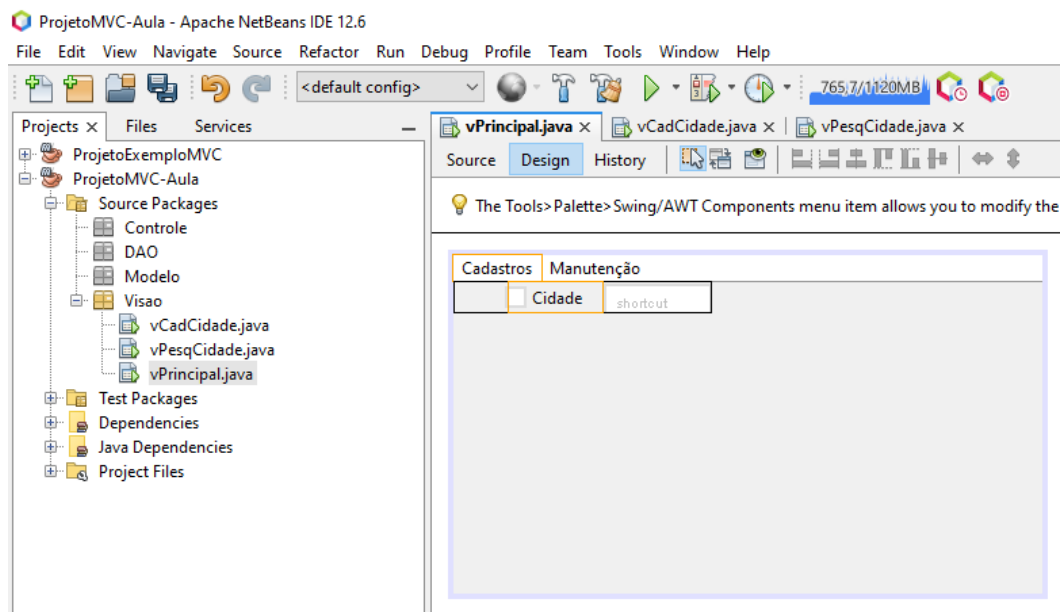 ProjetoMVC-Aula - Apache NetBeans IDE 12.6
File Edit View Navigate Source Refactor Run Debug Profile Team Tools Window Help
<default config> 765,7/1120MB
Projects Files Services
vPrincipal.java vCadCidade.java vPesqCidade.java
Source Design History
ProjetoExemploMVC
ProjetoMVC-Aula
Source Packages
Controle
DAO
Modelo
Visao
vCadCidade.java
vPesqCidade.java
vPrincipal.java
Test Packages
Dependencies
Java Dependencies
Project Files
The Tools>Palette>Swing/AWT Components menu item allows you to modify the
Cadastros Manutenção
Cidade shortcut